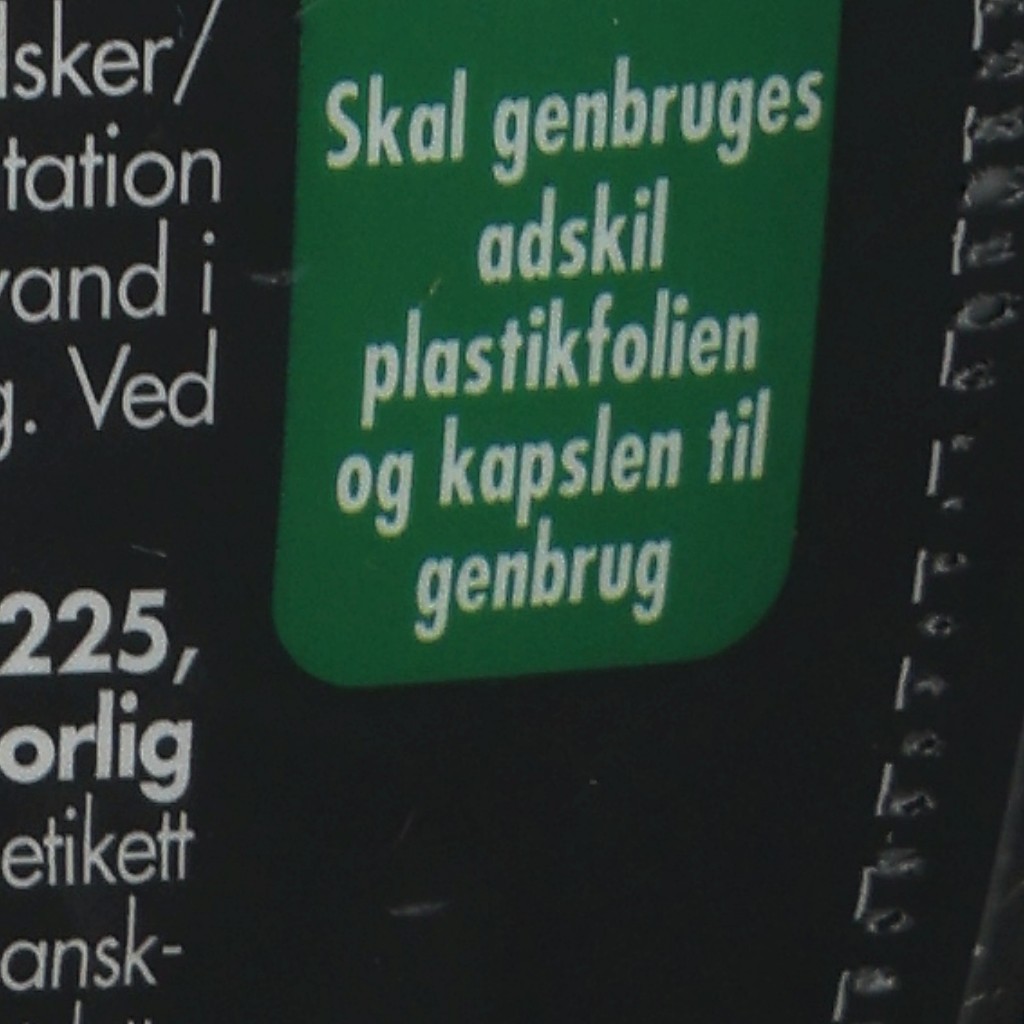 lsker/
tation
vand i
g. Ved
225,
orlig
etikett
ansk-
Skal genbruges
adskil
plastikfolien
og kapslen til
genbrug